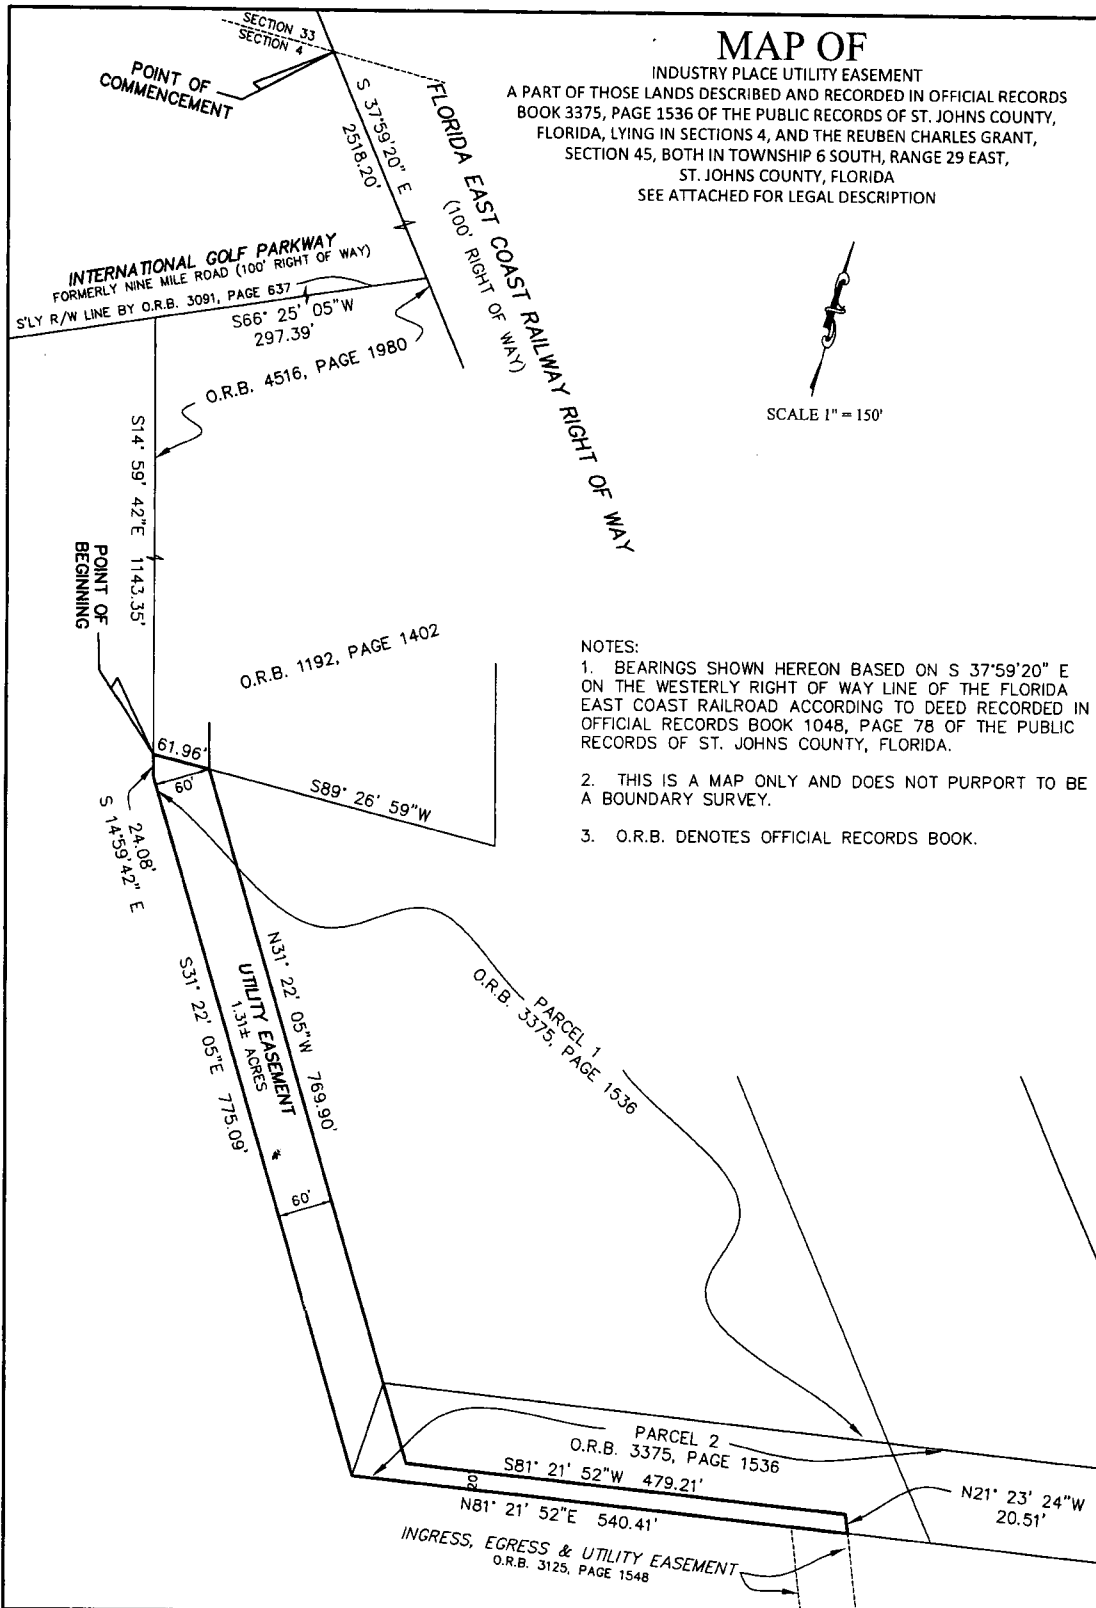 MAP OF
INDUSTRY PLACE UTILITY EASEMENT
A PART OF THOSE LANDS DESCRIBED AND RECORDED IN OFFICIAL RECORDS
BOOK 3375, PAGE 1536 OF THE PUBLIC RECORDS OF ST. JOHNS COUNTY,
FLORIDA, LYING IN SECTIONS 4, AND THE REUBEN CHARLES GRANT,
SECTION 45, BOTH IN TOWNSHIP 6 SOUTH, RANGE 29 EAST,
ST. JOHNS COUNTY, FLORIDA
SEE ATTACHED FOR LEGAL DESCRIPTION
SECTION 33
SECTION 4
POINT OF
COMMENCEMENT
S 37°59'20" E
2518.20'
FLORIDA EAST COAST RAILWAY RIGHT OF WAY
(100' RIGHT OF WAY)
INTERNATIONAL GOLF PARKWAY
FORMERLY NINE MILE ROAD (100' RIGHT OF WAY)
S'LY R/W LINE BY O.R.B. 3091, PAGE 637
S66° 25' 05"W
297.39'
O.R.B. 4516, PAGE 1980
SCALE 1" = 150'
S14° 59' 42"E 1143.35'
POINT OF
BEGINNING
O.R.B. 1192, PAGE 1402
NOTES:
1. BEARINGS SHOWN HEREON BASED ON S 37°59'20" E
ON THE WESTERLY RIGHT OF WAY LINE OF THE FLORIDA
EAST COAST RAILROAD ACCORDING TO DEED RECORDED IN
OFFICIAL RECORDS BOOK 1048, PAGE 78 OF THE PUBLIC
RECORDS OF ST. JOHNS COUNTY, FLORIDA.
2. THIS IS A MAP ONLY AND DOES NOT PURPORT TO BE
A BOUNDARY SURVEY.
3. O.R.B. DENOTES OFFICIAL RECORDS BOOK.
61.96'
60'
S89° 26' 59"W
24.08'
S 14°59'42" E
N31° 22' 05"W 769.90'
UTILITY EASEMENT
1.31± ACRES
S31° 22' 05"E 775.09'
60'
PARCEL 1
O.R.B. 3375, PAGE 1536
PARCEL 2
O.R.B. 3375, PAGE 1536
S81° 21' 52"W 479.21'
20'
N81° 21' 52"E 540.41'
N21° 23' 24"W
20.51'
INGRESS, EGRESS & UTILITY EASEMENT
O.R.B. 3125, PAGE 1548